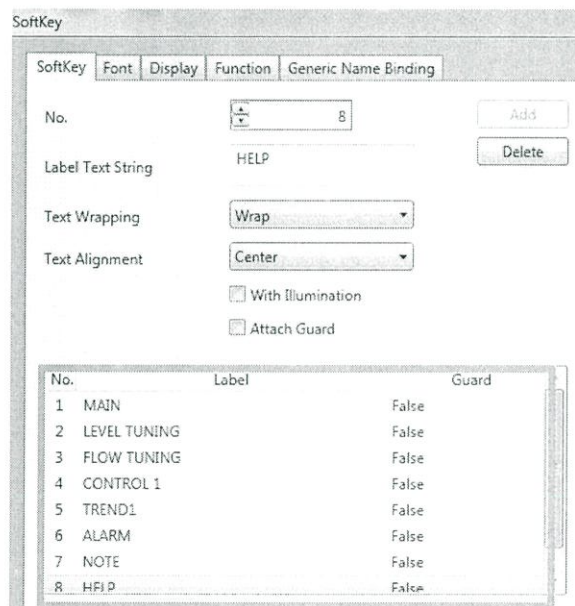 SoftKey
SoftKey Font Display Function Generic Name Binding
No. 8 Add
Label Text String HELP Delete
Text Wrapping Wrap
Text Alignment Center
With Illumination
Attach Guard
No. Label Guard
1 MAIN False
2 LEVEL TUNING False
3 FLOW TUNING False
4 CONTROL 1 False
5 TREND1 False
6 ALARM False
7 NOTE False
8 HELP False